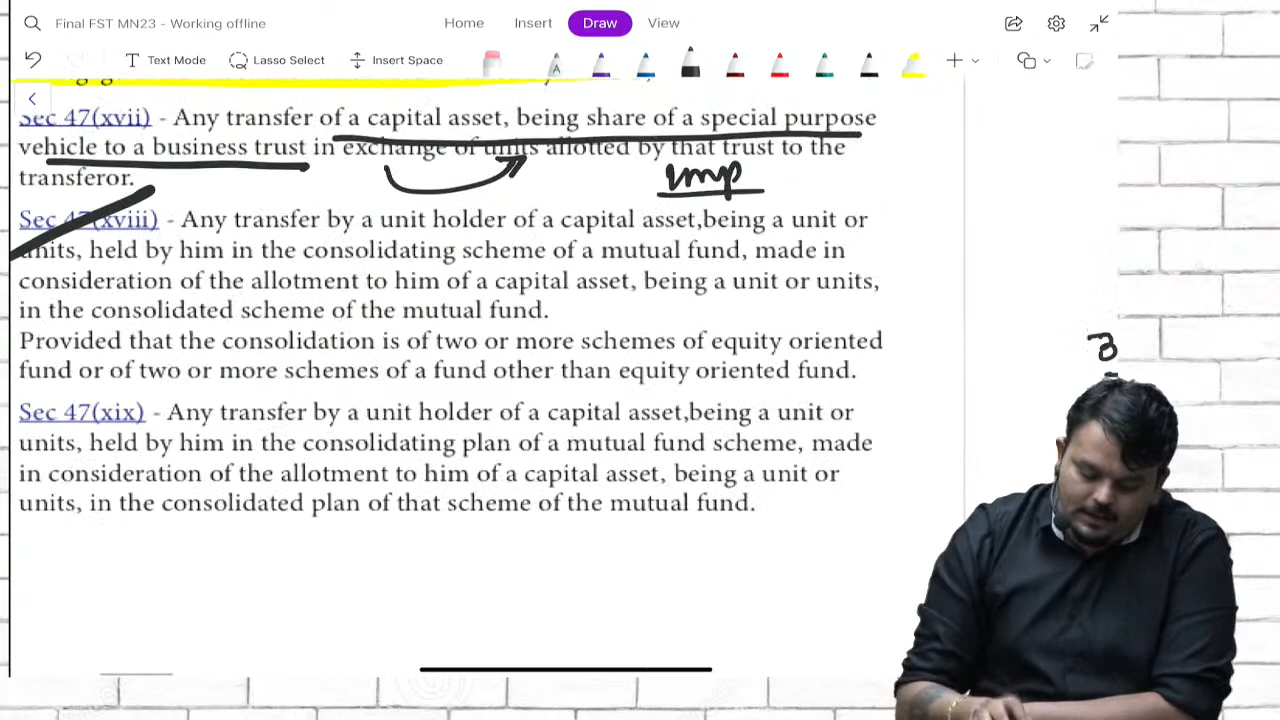 Final FST MN23 - Working offline
Home Insert Draw View
Text Mode Lasso Select Insert Space
Sec 47(xvii) - Any transfer of a capital asset, being share of a special purpose
vehicle to a business trust in exchange of units allotted by that trust to the
transferor.
Imp
Sec 47(xviii) - Any transfer by a unit holder of a capital asset,being a unit or
units, held by him in the consolidating scheme of a mutual fund, made in
consideration of the allotment to him of a capital asset, being a unit or units,
in the consolidated scheme of the mutual fund.
Provided that the consolidation is of two or more schemes of equity oriented
fund or of two or more schemes of a fund other than equity oriented fund.
Sec 47(xix) - Any transfer by a unit holder of a capital asset,being a unit or
units, held by him in the consolidating plan of a mutual fund scheme, made
in consideration of the allotment to him of a capital asset, being a unit or
units, in the consolidated plan of that scheme of the mutual fund.